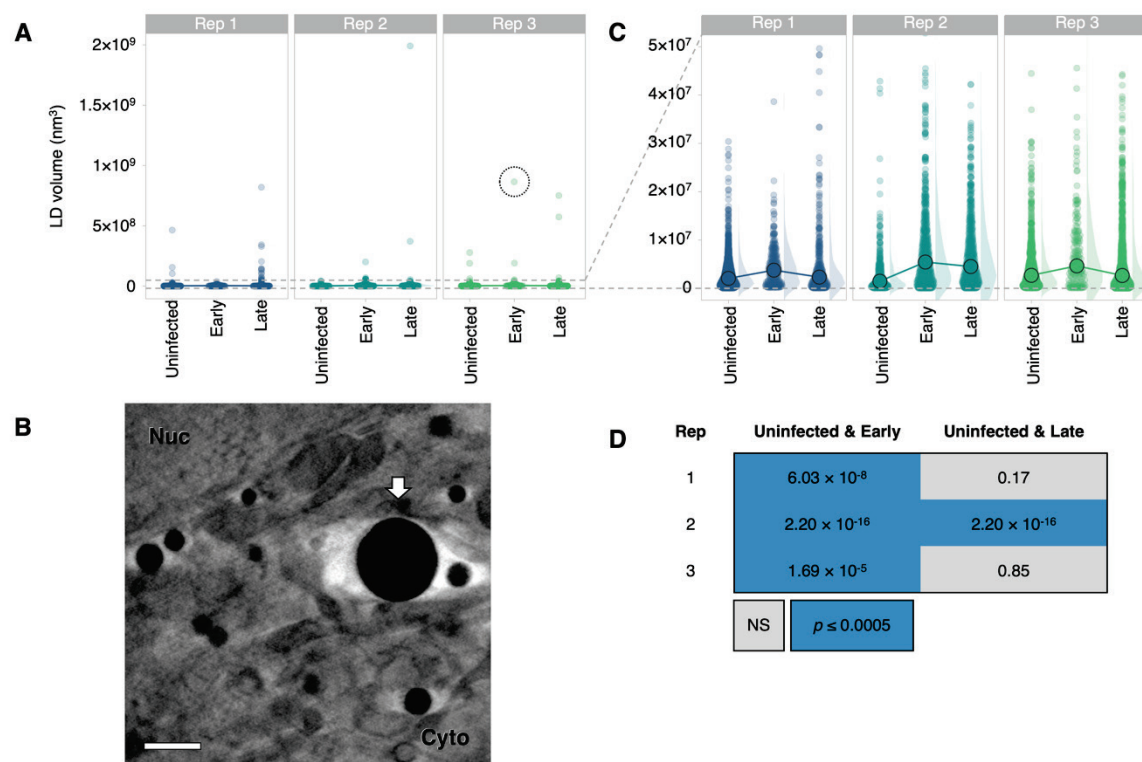 A
Rep 1
Rep 2
Rep 3
LD volume (nm³)
2×10⁹
1.5×10⁹
1×10⁹
5×10⁸
0
Uninfected
Early
Late
Uninfected
Early
Late
Uninfected
Early
Late
C
Rep 1
Rep 2
Rep 3
5×10⁷
4×10⁷
3×10⁷
2×10⁷
1×10⁷
0
Uninfected
Early
Late
Uninfected
Early
Late
Uninfected
Early
Late
B
Nuc
Cyto
D
Rep Uninfected & Early Uninfected & Late
1 6.03 × 10⁻⁸ 0.17
2 2.20 × 10⁻¹⁶ 2.20 × 10⁻¹⁶
3 1.69 × 10⁻⁵ 0.85
NS p ≤ 0.0005